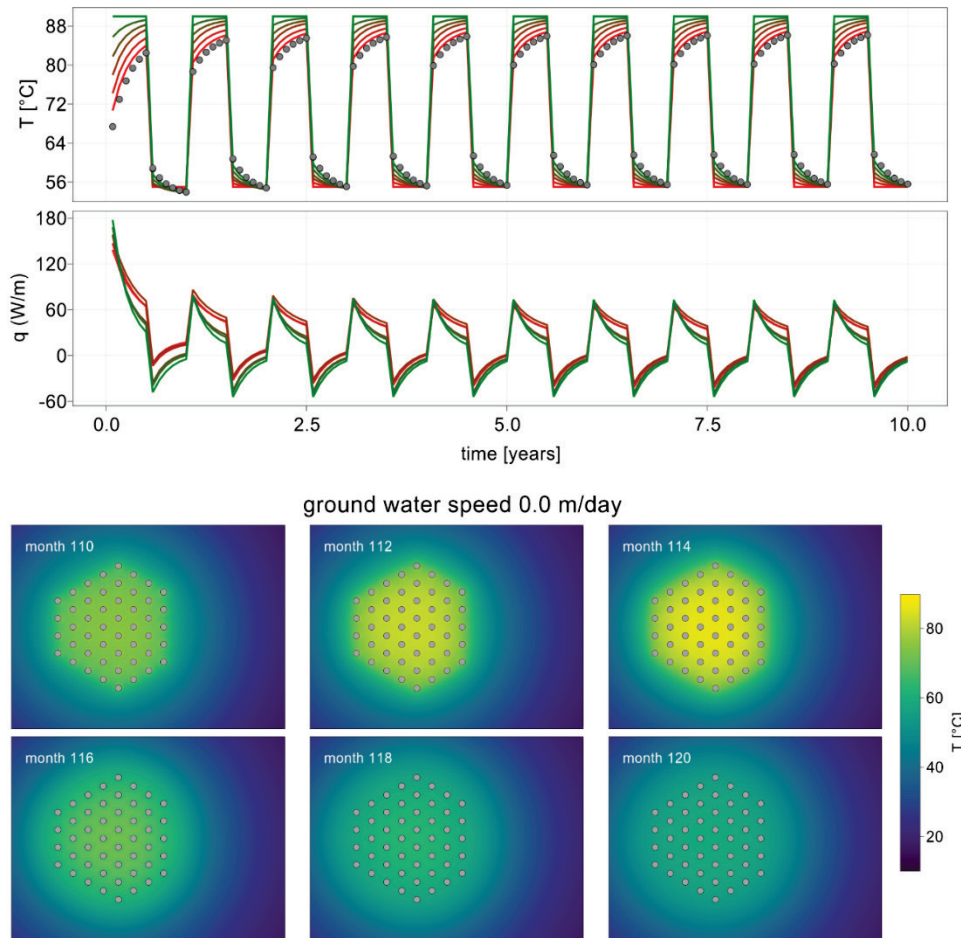 88
80
72
64
56
T [°C]
180
120
60
0
-60
q (W/m)
0.0 2.5 5.0 7.5 10.0
time [years]
ground water speed 0.0 m/day
month 110 month 112 month 114
month 116 month 118 month 120
80
60
40
20
T [°C]